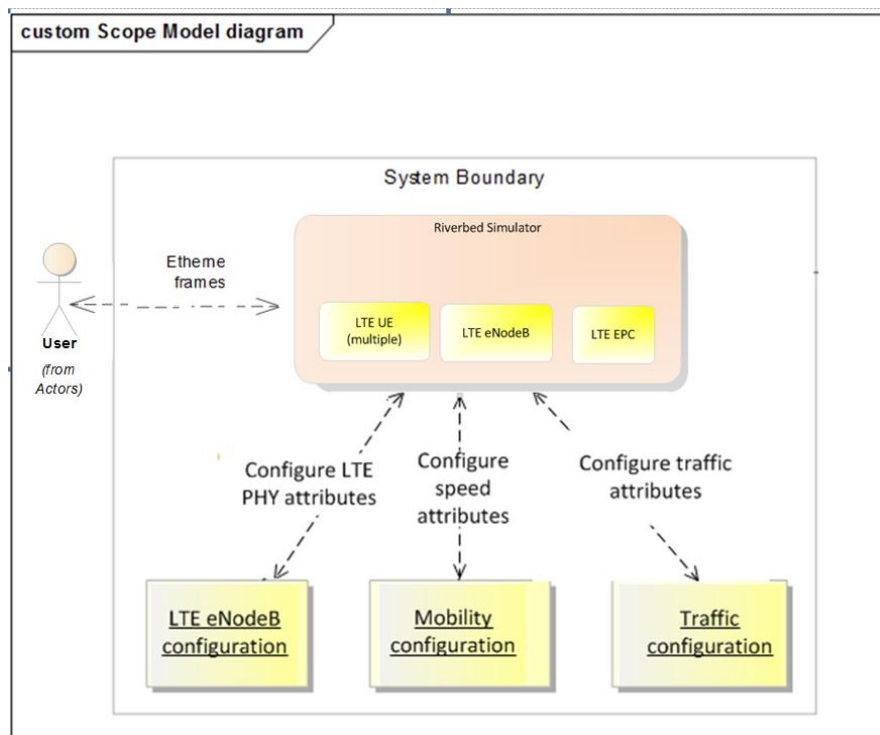 custom Scope Model diagram
System Boundary
Riverbed Simulator
Etherne
frames
LTE UE
(multiple)
LTE eNodeB
LTE EPC
User
(from
Actors)
Configure LTE
PHY attributes
Configure
speed
attributes
Configure traffic
attributes
LTE eNodeB
configuration
Mobility
configuration
Traffic
configuration